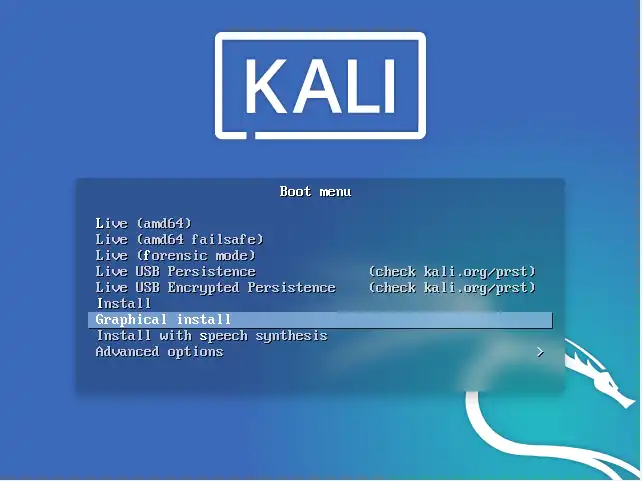 KALI
Boot menu
Live (amd64)
Live (amd64 failsafe)
Live (forensic mode)
Live USB Persistence (check kali.org/prst)
Live USB Encrypted Persistence (check kali.org/prst)
Install
Graphical install
Install with speech synthesis
Advanced options >